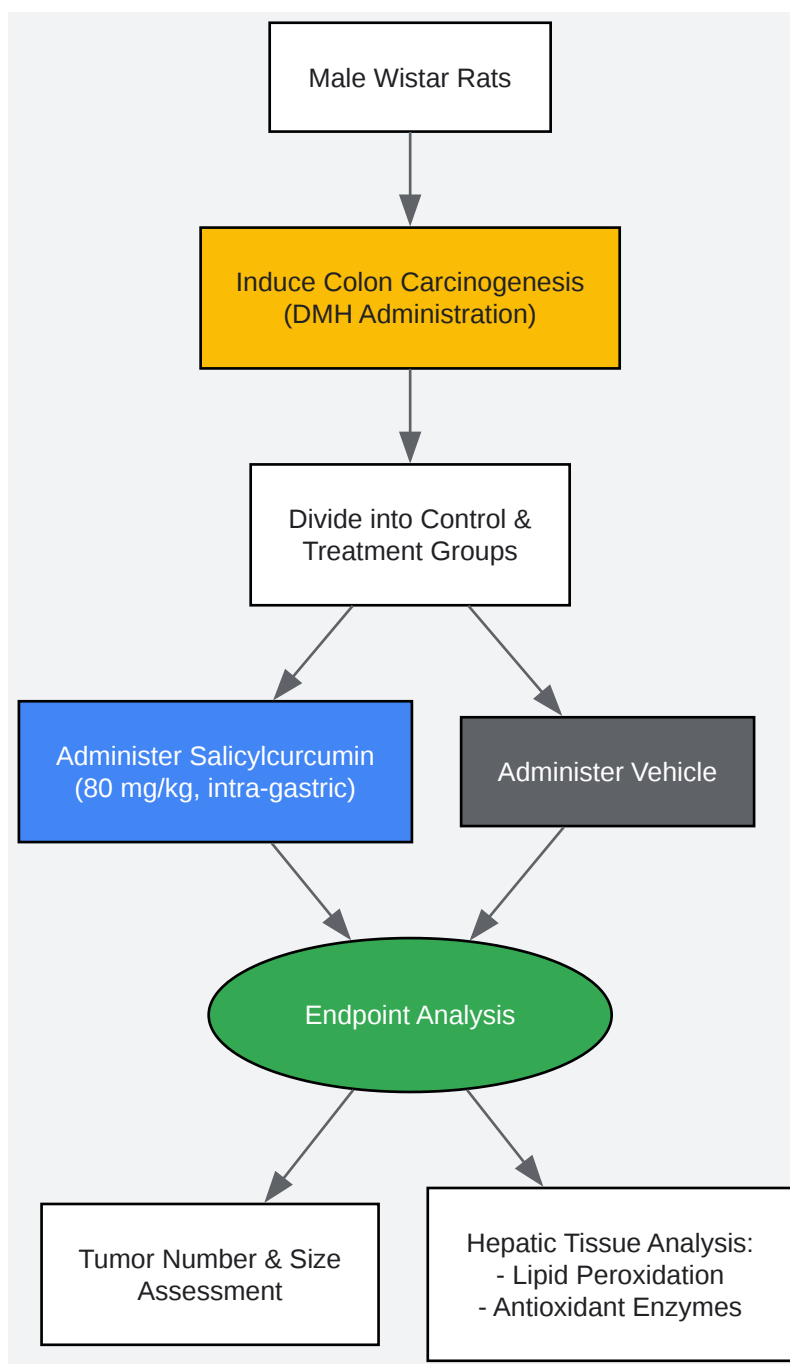 Male Wistar Rats
Induce Colon Carcinogenesis
(DMH Administration)
Divide into Control &
Treatment Groups
Administer Salicylcurcumin
(80 mg/kg, intra-gastric)
Administer Vehicle
Endpoint Analysis
Tumor Number & Size
Assessment
Hepatic Tissue Analysis:
- Lipid Peroxidation
- Antioxidant Enzymes